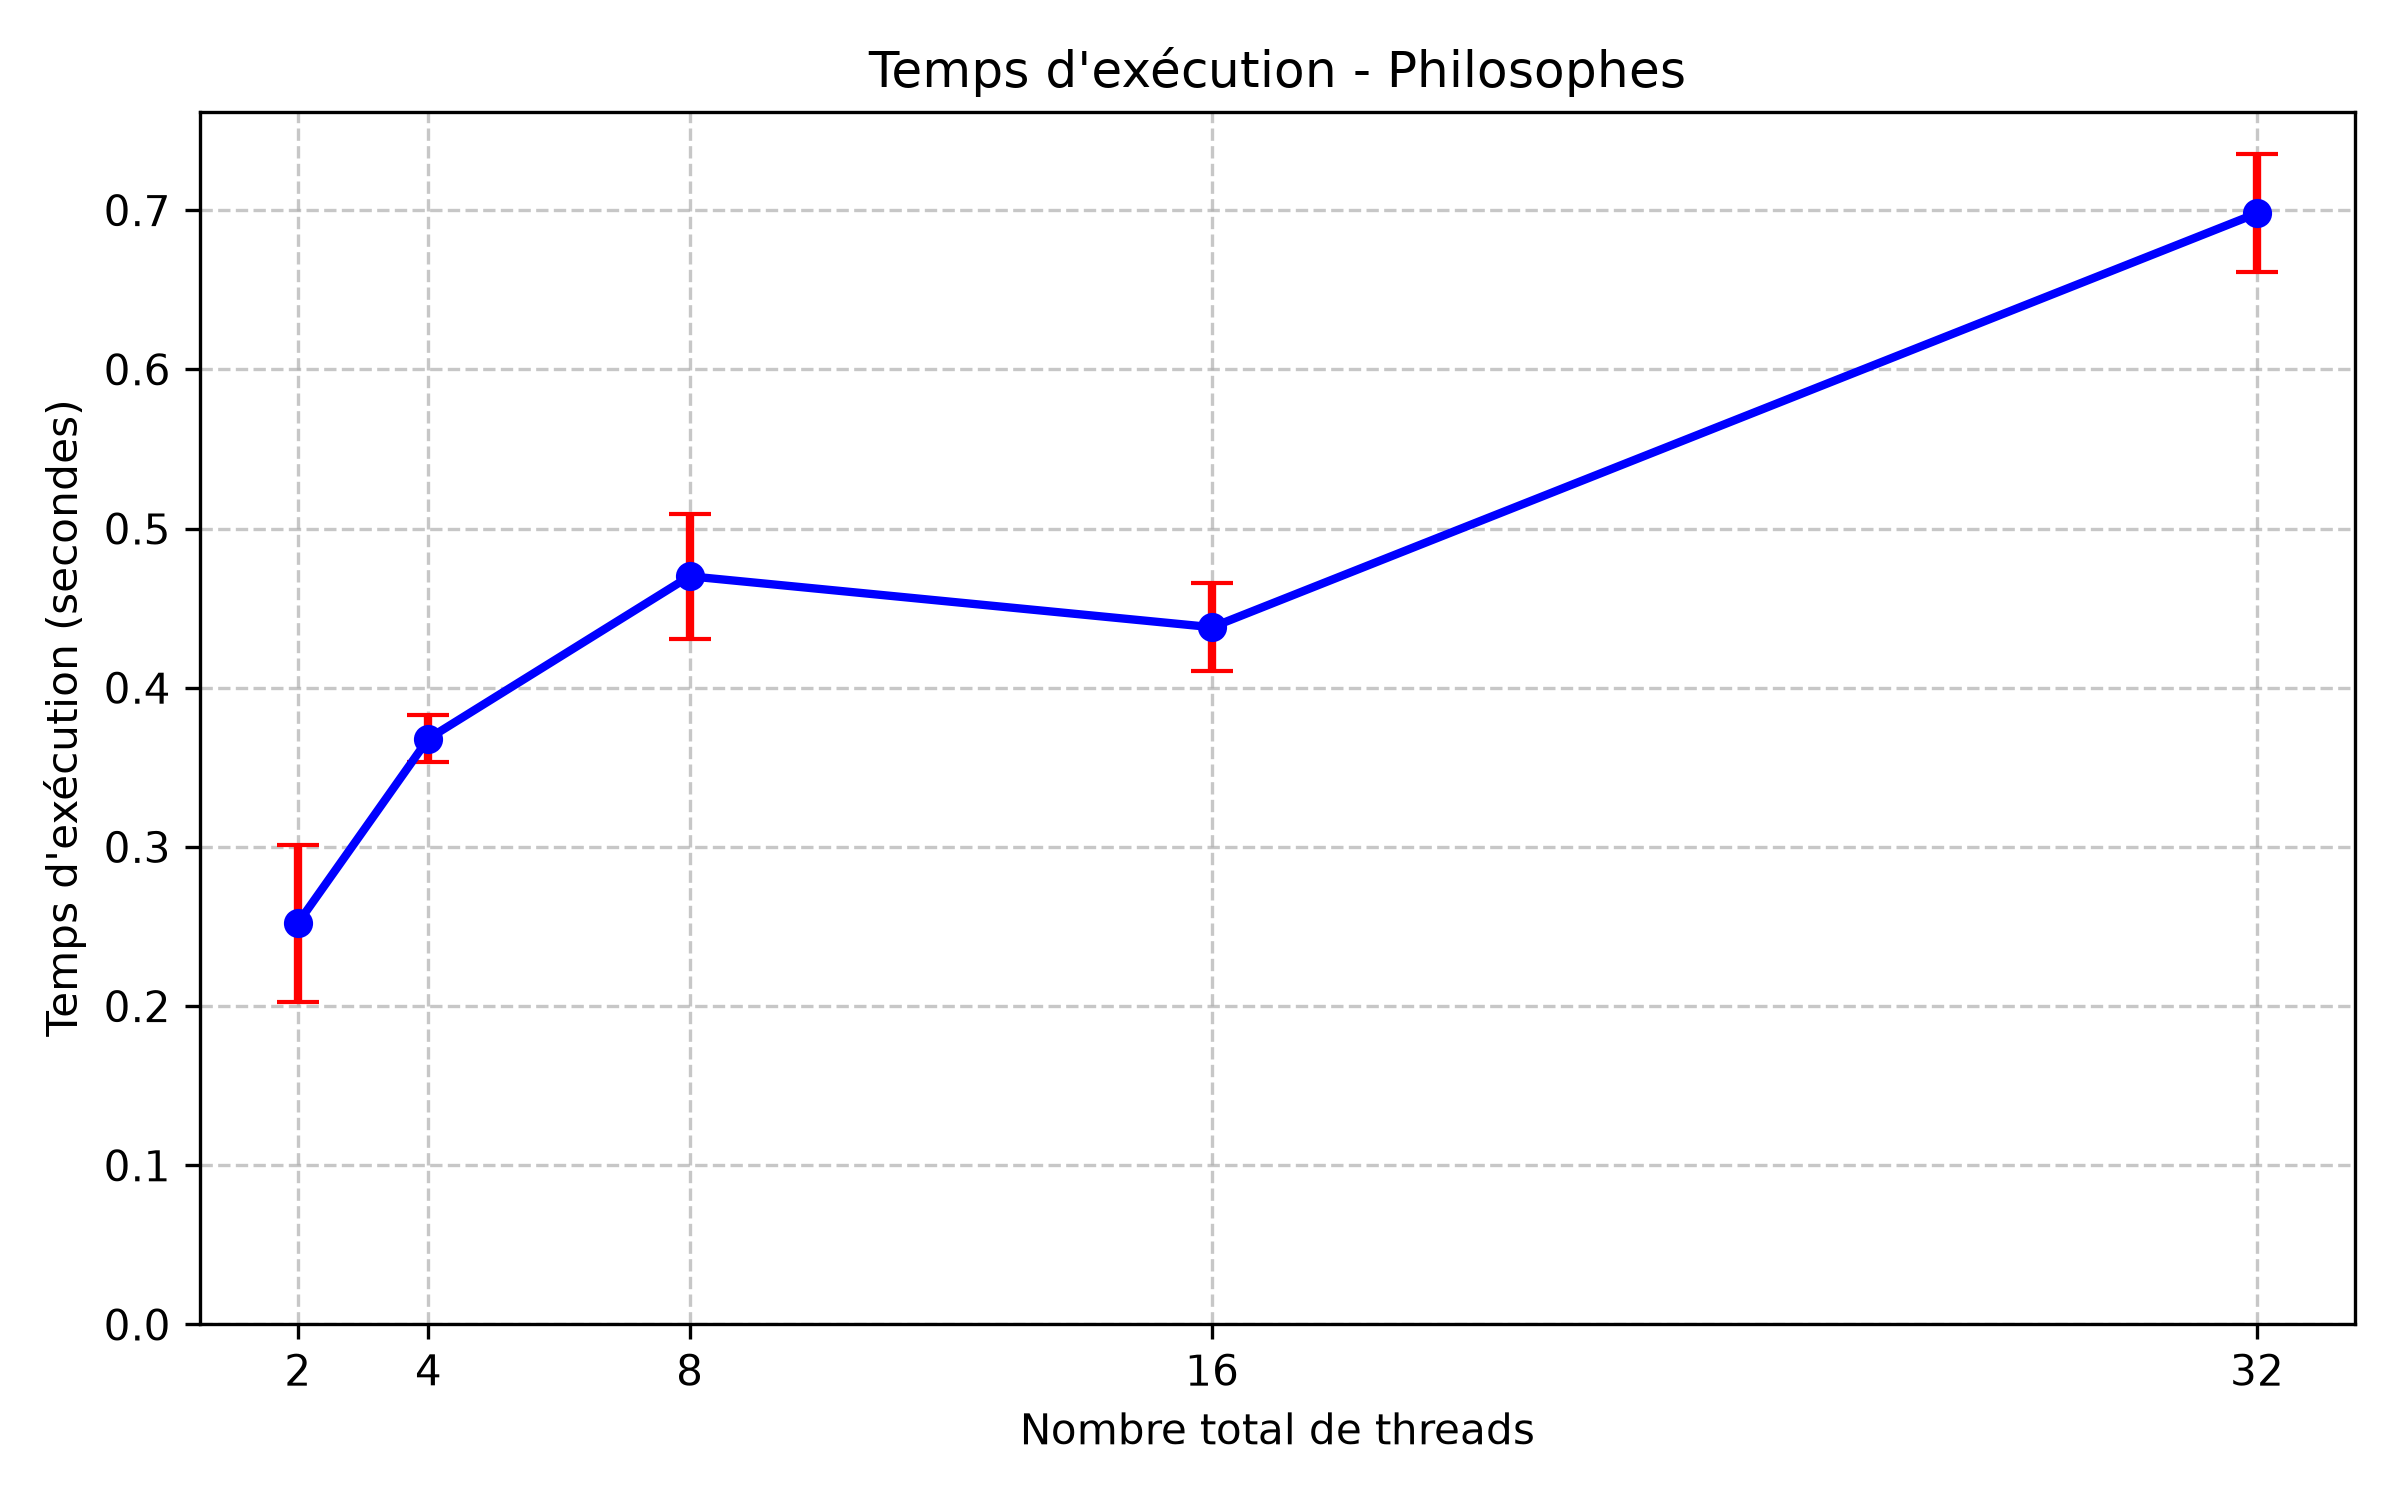 Temps d'exécution - Philosophes
Temps d'exécution (secondes)
0.7
0.6
0.5
0.4
0.3
0.2
0.1
0.0
2 4 8 16 32
Nombre total de threads